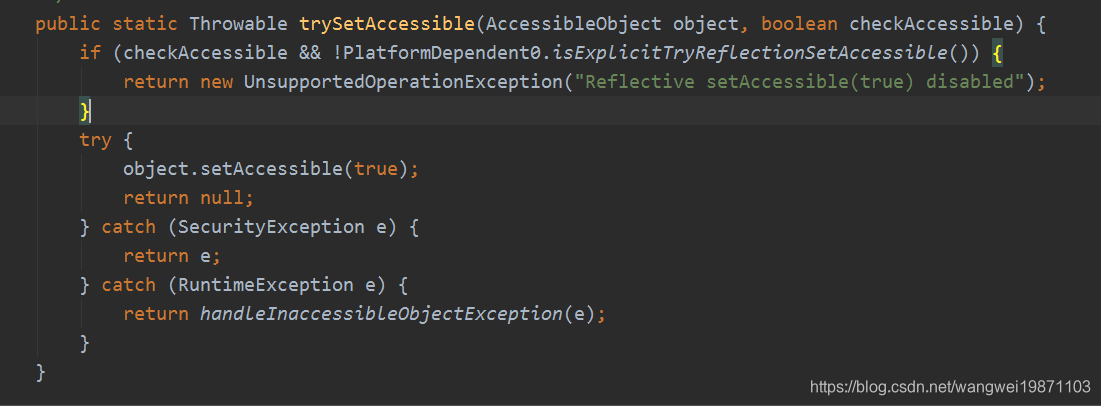 public static Throwable trySetAccessible(AccessibleObject object, boolean checkAccessible) {
if (checkAccessible && !PlatformDependent0.isExplicitTryReflectionSetAccessible()) {
return new UnsupportedOperationException("Reflective setAccessible(true) disabled");
}
try {
object.setAccessible(true);
return null;
} catch (SecurityException e) {
return e;
} catch (RuntimeException e) {
return handleInaccessibleObjectException(e);
}
}
https://blog.csdn.net/wangwei19871103